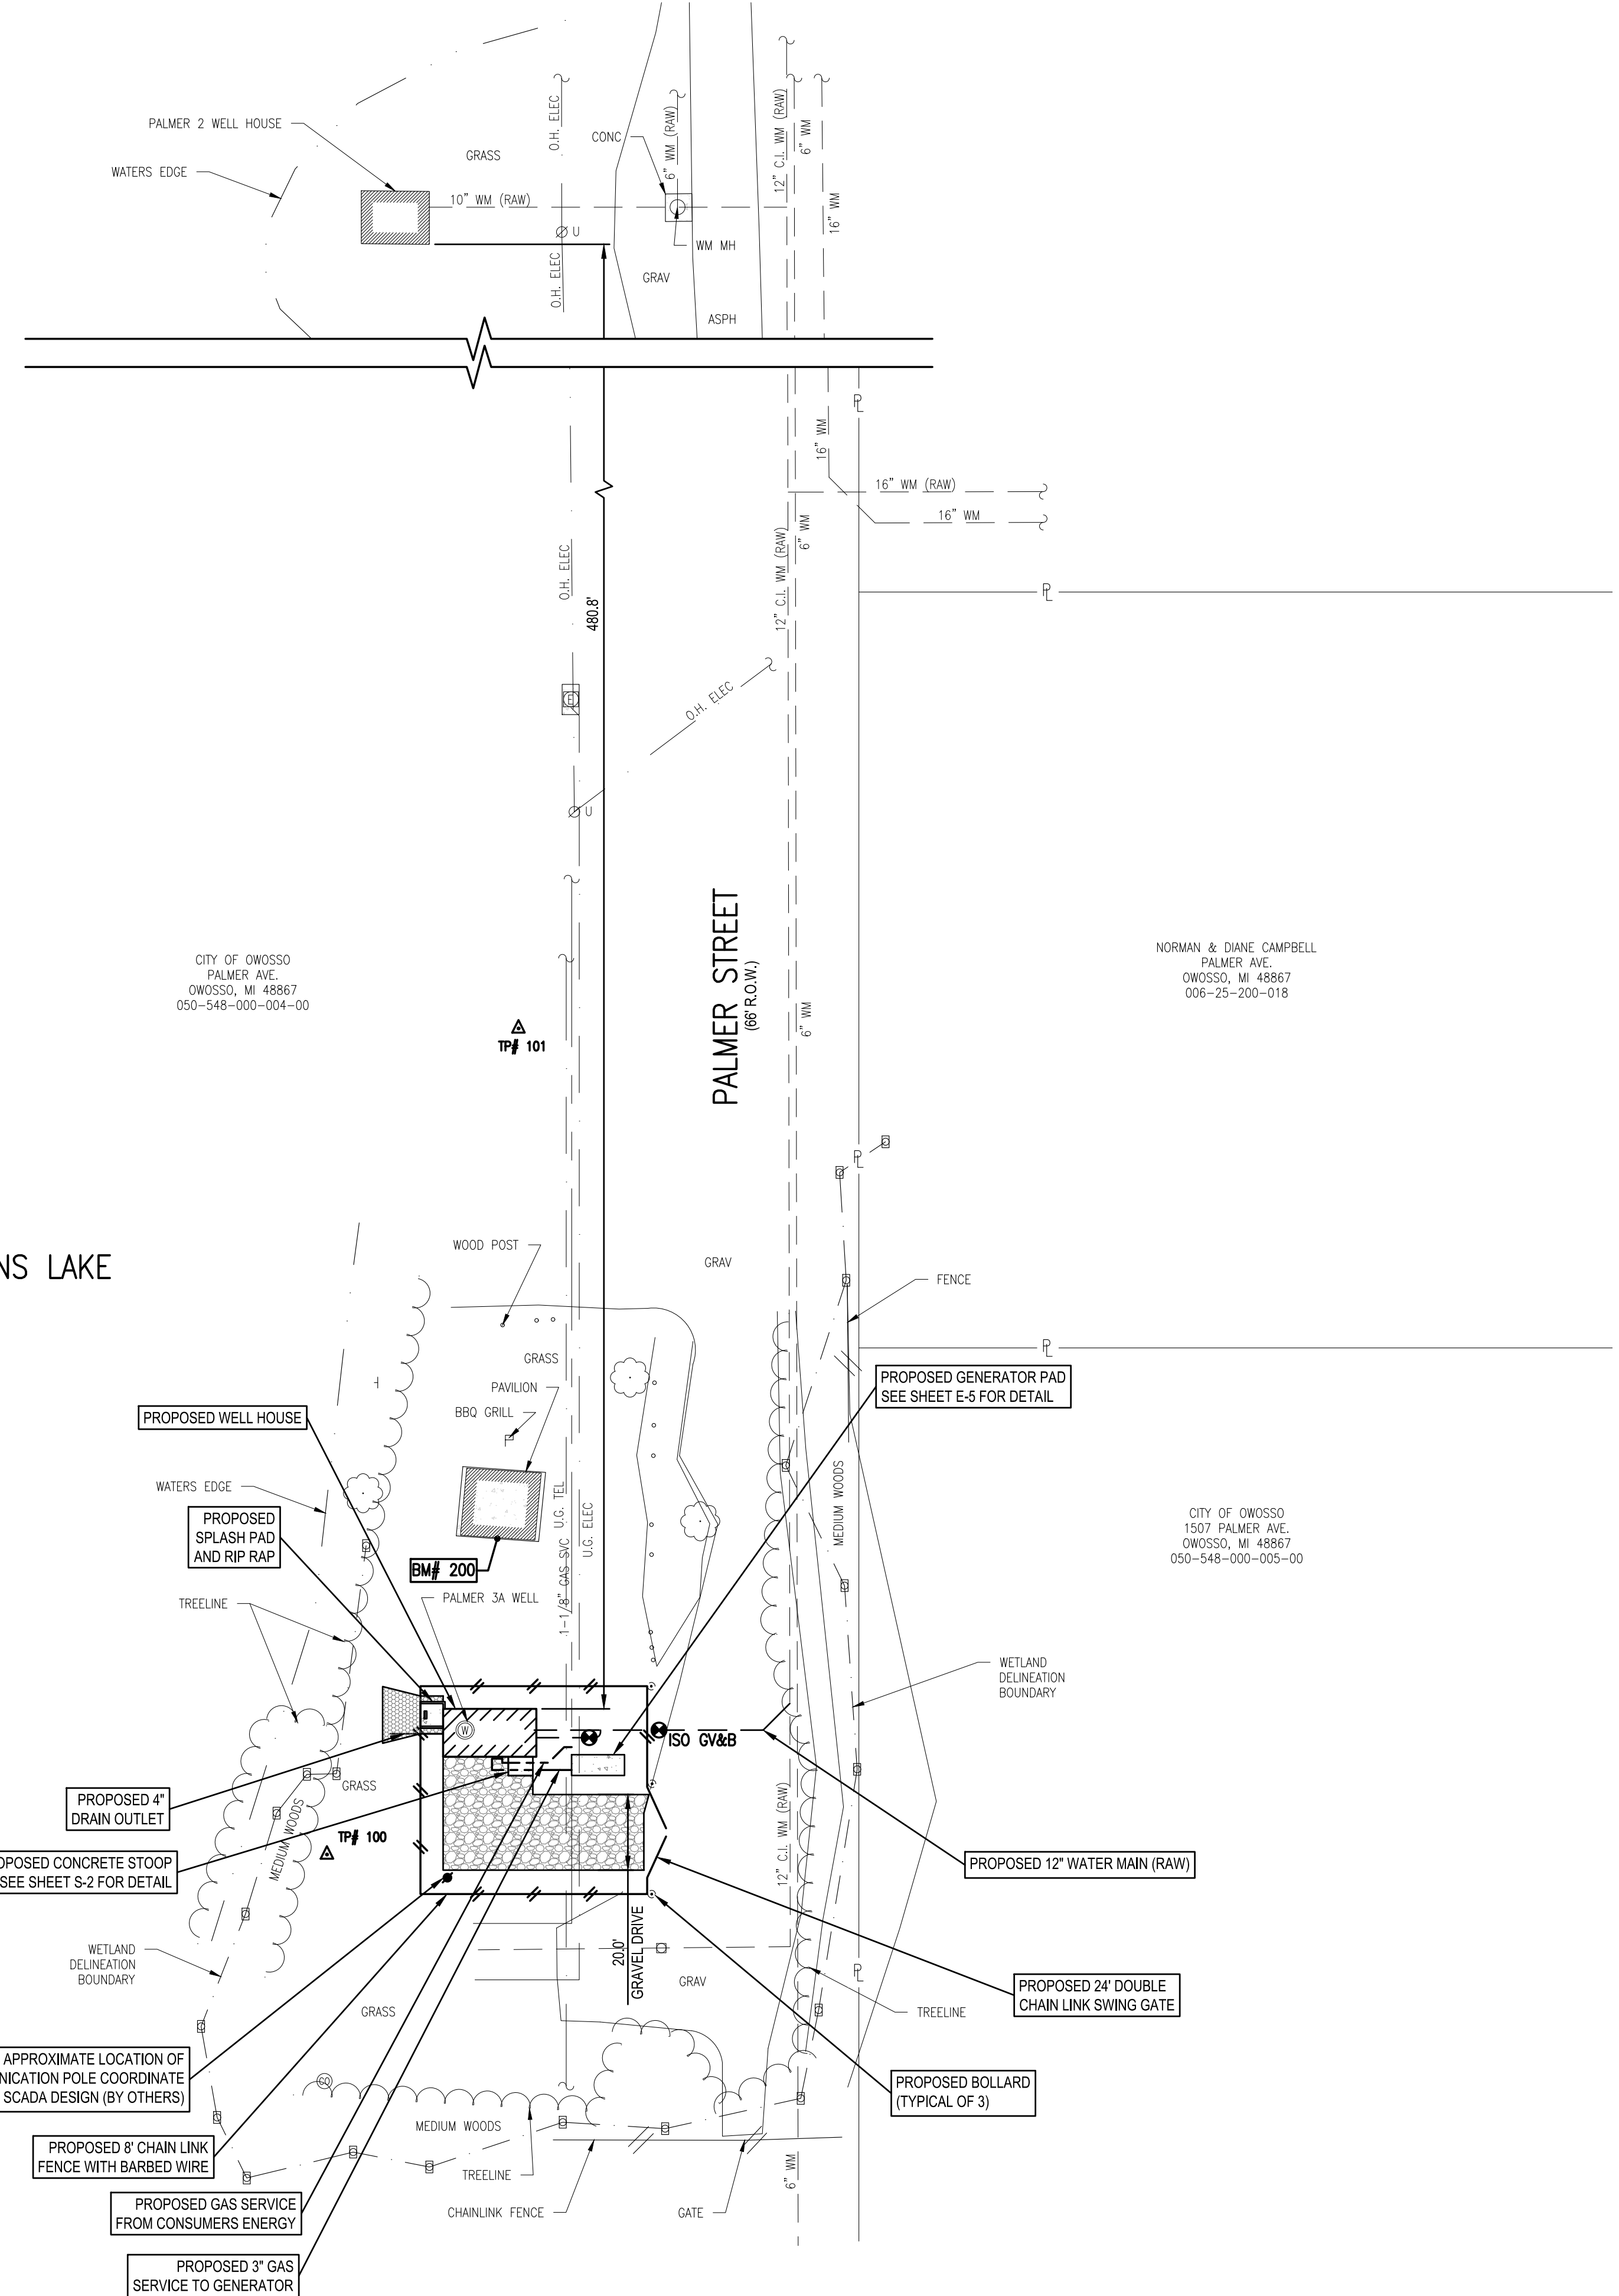 PALMER 2 WELL HOUSE
WATERS EDGE
GRASS
10" WM (RAW)
O.H. ELEC
O.H. ELEC
U
CONC
6" WM (RAW)
WM MH
GRAV
ASPH
12" C.I. WM (RAW)
6" WM
16" WM
PL
16" WM
16" WM (RAW)
16" WM
12" C.I. WM (RAW)
6" WM
O.H. ELEC
480.8'
PL
E
O.H. ELEC
U
PALMER STREET
(66' R.O.W.)
CITY OF OWOSSO
PALMER AVE.
OWOSSO, MI 48867
050-548-000-004-00
NORMAN & DIANE CAMPBELL
PALMER AVE.
OWOSSO, MI 48867
006-25-200-018
TP# 101
6" WM
PL
NS LAKE
WOOD POST
GRAV
FENCE
GRASS
PL
PAVILION
BBQ GRILL
PROPOSED GENERATOR PAD
SEE SHEET E-5 FOR DETAIL
PROPOSED WELL HOUSE
WATERS EDGE
PROPOSED
SPLASH PAD
AND RIP RAP
BM# 200
1-1/8" GAS SVC
U.G. TEL
U.G. ELEC
MEDIUM WOODS
CITY OF OWOSSO
1507 PALMER AVE.
OWOSSO, MI 48867
050-548-000-005-00
TREELINE
PALMER 3A WELL
WETLAND
DELINEATION
BOUNDARY
W
ISO GV&B
GRASS
PROPOSED 4"
DRAIN OUTLET
MEDIUM WOODS
TP# 100
12" C.I. WM (RAW)
OPOSED CONCRETE STOOP
SEE SHEET S-2 FOR DETAIL
PROPOSED 12" WATER MAIN (RAW)
WETLAND
DELINEATION
BOUNDARY
20.0'
GRAVEL DRIVE
GRAV
PL
PROPOSED 24' DOUBLE
CHAIN LINK SWING GATE
GRASS
TREELINE
APPROXIMATE LOCATION OF
NICATION POLE COORDINATE
SCADA DESIGN (BY OTHERS)
CO
PROPOSED BOLLARD
(TYPICAL OF 3)
MEDIUM WOODS
PROPOSED 8' CHAIN LINK
FENCE WITH BARBED WIRE
TREELINE
6" WM
PROPOSED GAS SERVICE
FROM CONSUMERS ENERGY
CHAINLINK FENCE
GATE
PROPOSED 3" GAS
SERVICE TO GENERATOR